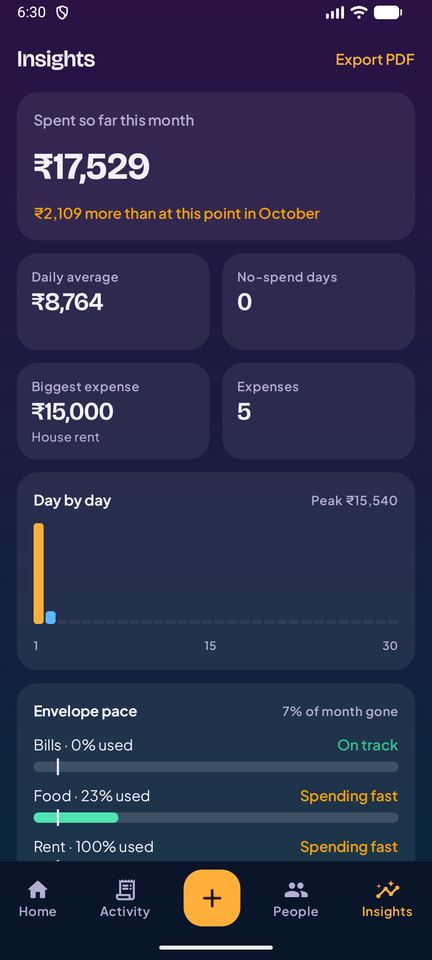 6:30
Insights
Export PDF
Spent so far this month
₹17,529
₹2,109 more than at this point in October
Daily average
₹8,764
No-spend days
0
Biggest expense
₹15,000
House rent
Expenses
5
Day by day
Peak ₹15,540
1 15 30
Envelope pace
7% of month gone
Bills · 0% used
On track
Food · 23% used
Spending fast
Rent · 100% used
Spending fast
Home
Activity
People
Insights